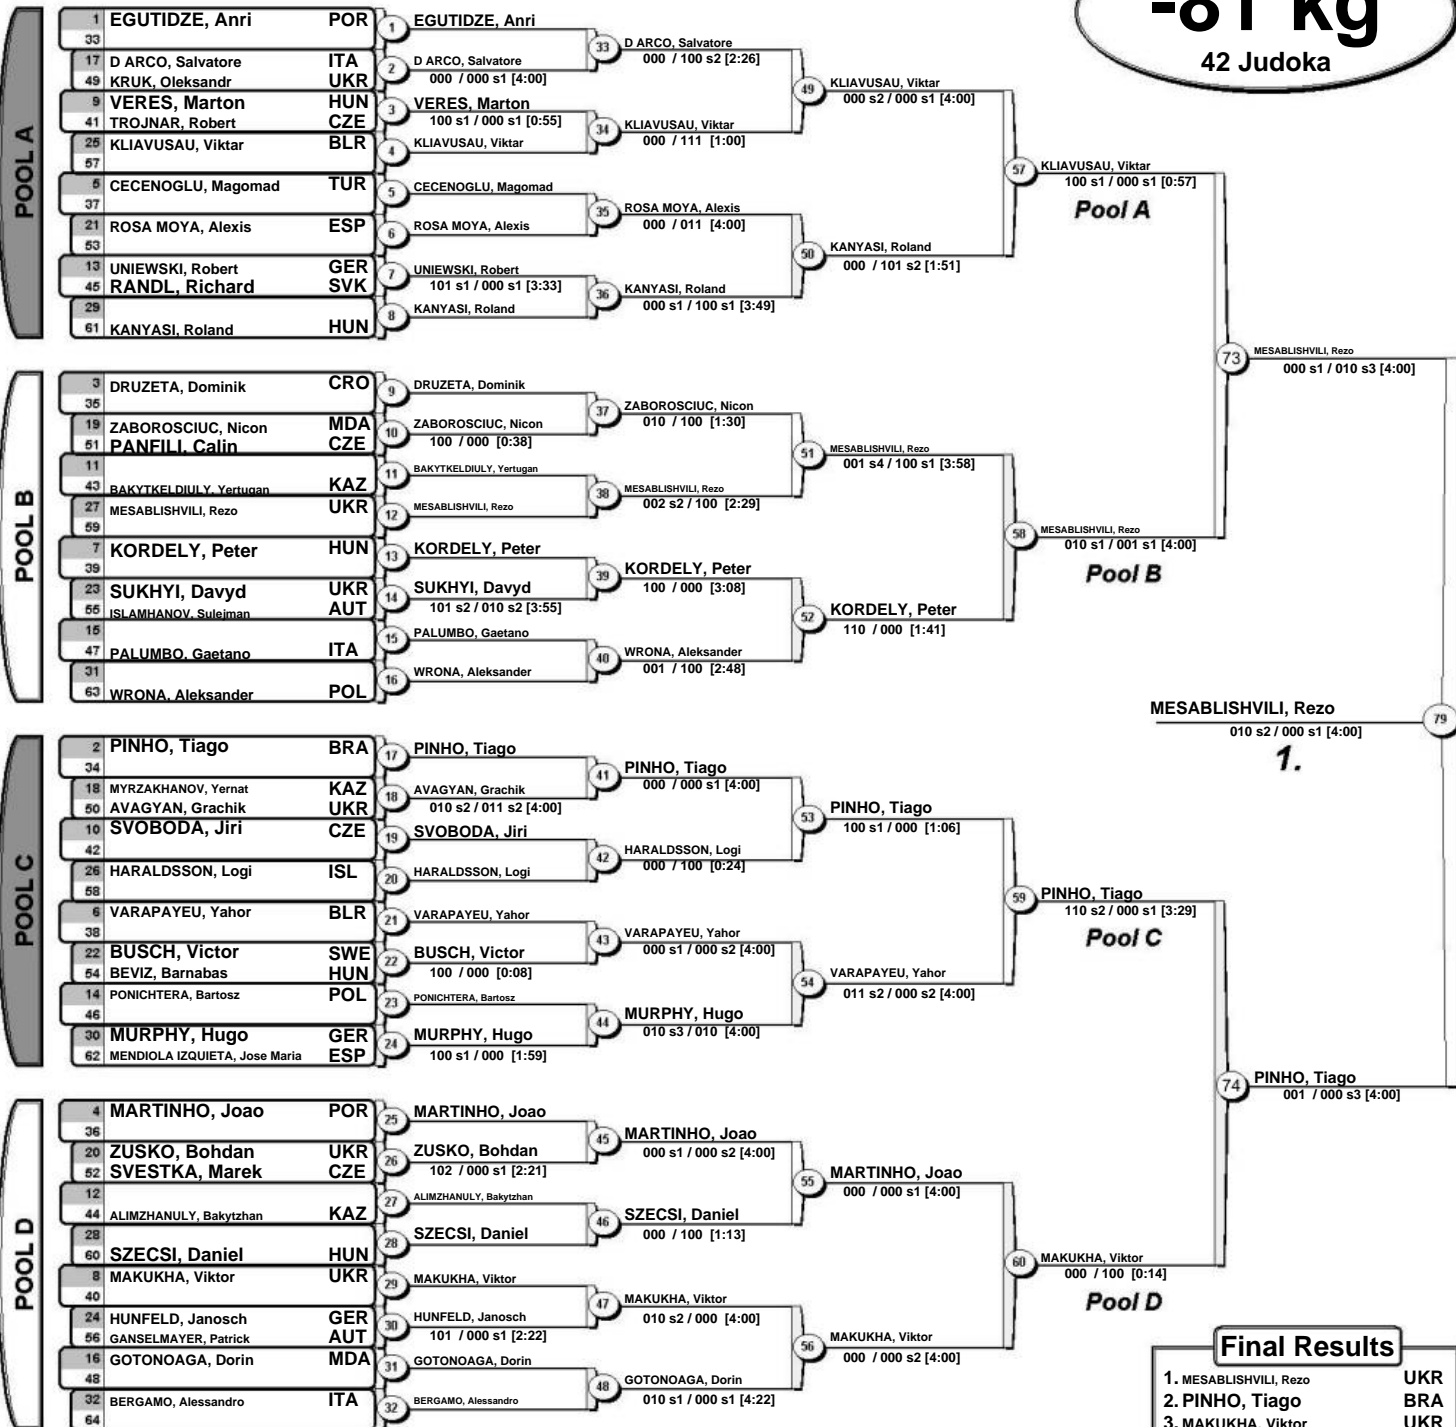 -81 kg
42 Judoka
POOL A
1 EGUTIDZE, Anri POR
33
17 D ARCO, Salvatore ITA
49 KRUK, Oleksandr UKR
9 VERES, Marton HUN
41 TROJNAR, Robert CZE
25 KLIAVUSAU, Viktar BLR
57
5 CECENOGLU, Magomad TUR
37
21 ROSA MOYA, Alexis ESP
53
13 UNIEWSKI, Robert GER
45 RANDL, Richard SVK
29
61 KANYASI, Roland HUN
1 EGUTIDZE, Anri
2 D ARCO, Salvatore
000 / 000 s1 [4:00]
3 VERES, Marton
100 s1 / 000 s1 [0:55]
4 KLIAVUSAU, Viktar
5 CECENOGLU, Magomad
6 ROSA MOYA, Alexis
7 UNIEWSKI, Robert
101 s1 / 000 s1 [3:33]
8 KANYASI, Roland
33 D ARCO, Salvatore
000 / 100 s2 [2:26]
34 KLIAVUSAU, Viktar
000 / 111 [1:00]
35 ROSA MOYA, Alexis
000 / 011 [4:00]
36 KANYASI, Roland
000 s1 / 100 s1 [3:49]
49 KLIAVUSAU, Viktar
000 s2 / 000 s1 [4:00]
50 KANYASI, Roland
000 / 101 s2 [1:51]
57 KLIAVUSAU, Viktar
100 s1 / 000 s1 [0:57]
Pool A
POOL B
3 DRUZETA, Dominik CRO
35
19 ZABOROSCIUC, Nicon MDA
51 PANFILI, Calin CZE
11
43 BAKYTKELDIULY, Yertugan KAZ
27 MESABLISHVILI, Rezo UKR
59
7 KORDELY, Peter HUN
39
23 SUKHYI, Davyd UKR
55 ISLAMHANOV, Sulejman AUT
15
47 PALUMBO, Gaetano ITA
31
63 WRONA, Aleksander POL
9 DRUZETA, Dominik
10 ZABOROSCIUC, Nicon
100 / 000 [0:38]
11 BAKYTKELDIULY, Yertugan
12 MESABLISHVILI, Rezo
13 KORDELY, Peter
14 SUKHYI, Davyd
101 s2 / 010 s2 [3:55]
15 PALUMBO, Gaetano
16 WRONA, Aleksander
37 ZABOROSCIUC, Nicon
010 / 100 [1:30]
38 MESABLISHVILI, Rezo
002 s2 / 100 [2:29]
39 KORDELY, Peter
100 / 000 [3:08]
40 WRONA, Aleksander
001 / 100 [2:48]
51 MESABLISHVILI, Rezo
001 s4 / 100 s1 [3:58]
52 KORDELY, Peter
110 / 000 [1:41]
58 MESABLISHVILI, Rezo
010 s1 / 001 s1 [4:00]
Pool B
73 MESABLISHVILI, Rezo
000 s1 / 010 s3 [4:00]
MESABLISHVILI, Rezo 79
010 s2 / 000 s1 [4:00]
1.
POOL C
2 PINHO, Tiago BRA
34
18 MYRZAKHANOV, Yernat KAZ
50 AVAGYAN, Grachik UKR
10 SVOBODA, Jiri CZE
42
26 HARALDSSON, Logi ISL
58
6 VARAPAYEU, Yahor BLR
38
22 BUSCH, Victor SWE
54 BEVIZ, Barnabas HUN
14 PONICHTERA, Bartosz POL
46
30 MURPHY, Hugo GER
62 MENDIOLA IZQUIETA, Jose Maria ESP
17 PINHO, Tiago
18 AVAGYAN, Grachik
010 s2 / 011 s2 [4:00]
19 SVOBODA, Jiri
20 HARALDSSON, Logi
21 VARAPAYEU, Yahor
22 BUSCH, Victor
100 / 000 [0:08]
23 PONICHTERA, Bartosz
24 MURPHY, Hugo
100 s1 / 000 [1:59]
41 PINHO, Tiago
000 / 000 s1 [4:00]
42 HARALDSSON, Logi
000 / 100 [0:24]
43 VARAPAYEU, Yahor
000 s1 / 000 s2 [4:00]
44 MURPHY, Hugo
010 s3 / 010 [4:00]
53 PINHO, Tiago
100 s1 / 000 [1:06]
54 VARAPAYEU, Yahor
011 s2 / 000 s2 [4:00]
59 PINHO, Tiago
110 s2 / 000 s1 [3:29]
Pool C
POOL D
4 MARTINHO, Joao POR
36
20 ZUSKO, Bohdan UKR
52 SVESTKA, Marek CZE
12
44 ALIMZHANULY, Bakytzhan KAZ
28
60 SZECSI, Daniel HUN
8 MAKUKHA, Viktor UKR
40
24 HUNFELD, Janosch GER
56 GANSELMAYER, Patrick AUT
16 GOTONOAGA, Dorin MDA
48
32 BERGAMO, Alessandro ITA
64
25 MARTINHO, Joao
26 ZUSKO, Bohdan
102 / 000 s1 [2:21]
27 ALIMZHANULY, Bakytzhan
28 SZECSI, Daniel
29 MAKUKHA, Viktor
30 HUNFELD, Janosch
101 / 000 s1 [2:22]
31 GOTONOAGA, Dorin
32 BERGAMO, Alessandro
45 MARTINHO, Joao
000 s1 / 000 s2 [4:00]
46 SZECSI, Daniel
000 / 100 [1:13]
47 MAKUKHA, Viktor
010 s2 / 000 [4:00]
48 GOTONOAGA, Dorin
010 s1 / 000 s1 [4:22]
55 MARTINHO, Joao
000 / 000 s1 [4:00]
56 MAKUKHA, Viktor
000 / 000 s2 [4:00]
60 MAKUKHA, Viktor
000 / 100 [0:14]
Pool D
74 PINHO, Tiago
001 / 000 s3 [4:00]
Final Results
1. MESABLISHVILI, Rezo UKR
2. PINHO, Tiago BRA
3. MAKUKHA, Viktor UKR